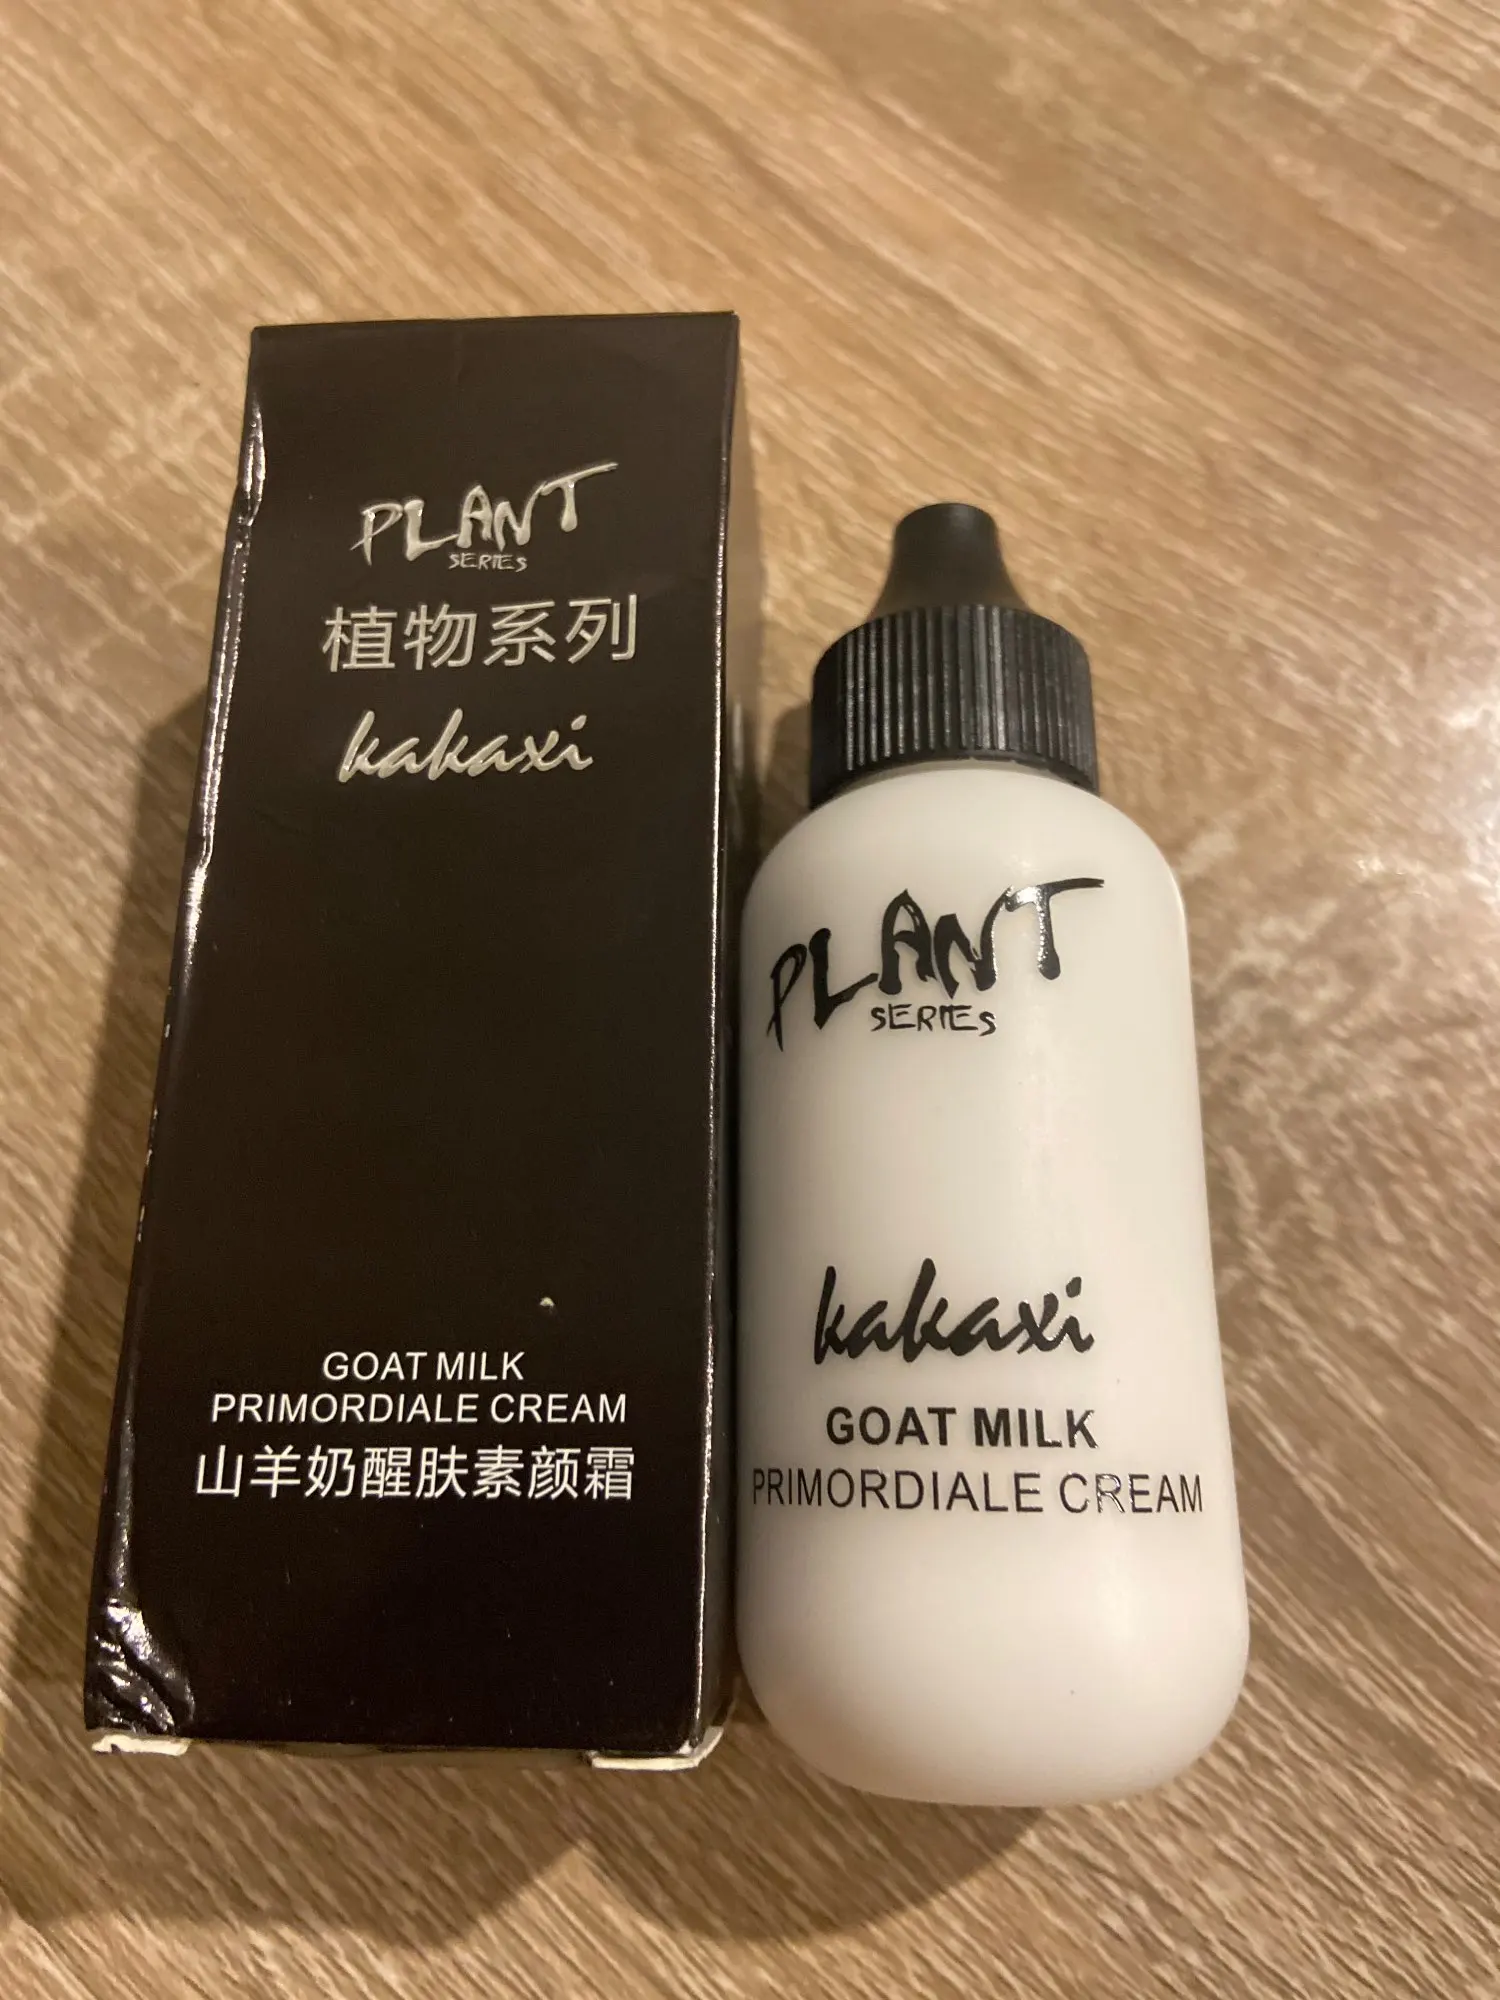 PLANT
SERIES
植物系列
kakaxi
GOAT MILK
PRIMORDIALE CREAM
山羊奶醒肤素颜霜
PLANT
SERIES
kakaxi
GOAT MILK
PRIMORDIALE CREAM